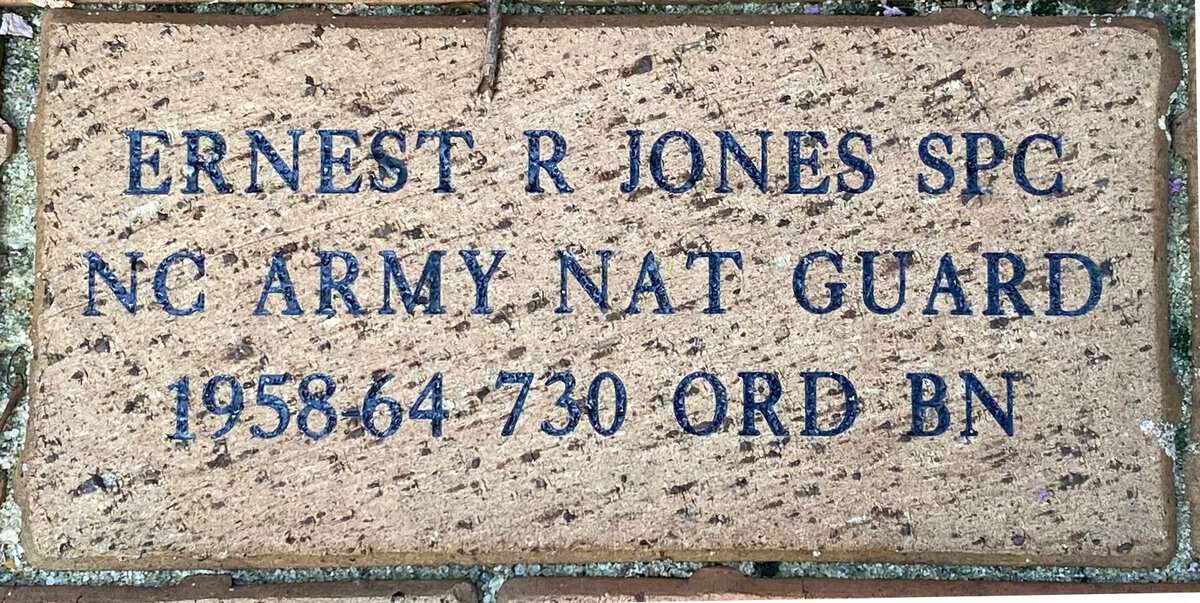 ERNEST R JONES SPC
NC ARMY NAT GUARD
1958-64 730 ORD BN